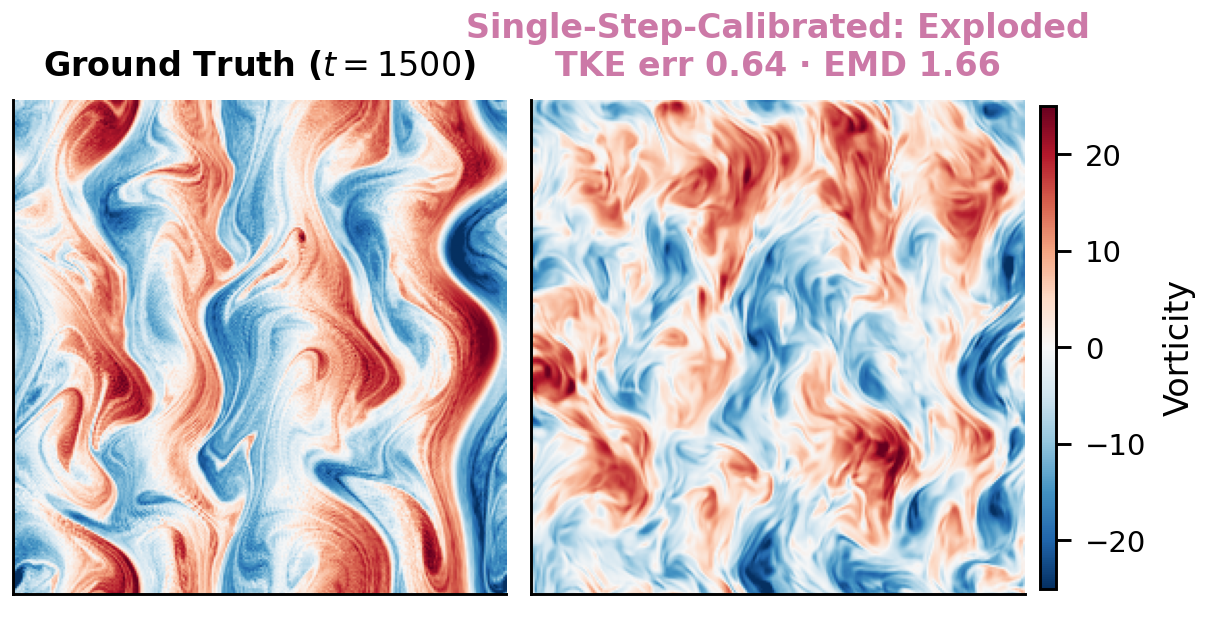 Single-Step-Calibrated: Exploded
Ground Truth (t = 1500)
TKE err 0.64 · EMD 1.66
20
10
0
−10
−20
Vorticity